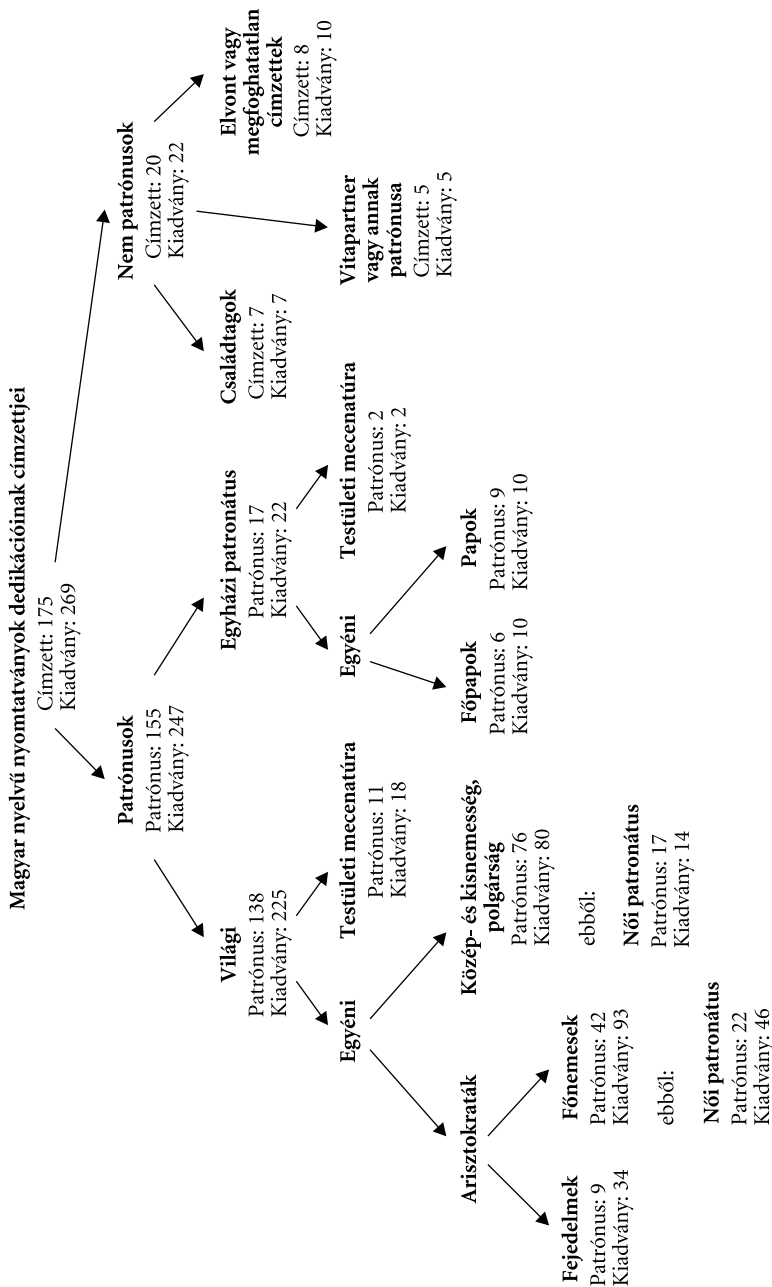 Magyar nyelvű nyomtatványok dedikációinak címzettjei
Címzett: 175
Kiadvány: 269
Patrónusok
Patrónus: 155
Kiadvány: 247
Nem patrónusok
Címzett: 20
Kiadvány: 22
Világi
Patrónus: 138
Kiadvány: 225
Egyházi patronátus
Patrónus: 17
Kiadvány: 22
Családtagok
Címzett: 7
Kiadvány: 7
Elvont vagy
megfoghatatlan
címzettek
Címzett: 8
Kiadvány: 10
Egyéni
Testületi mecenatúra
Patrónus: 11
Kiadvány: 18
Egyéni
Testületi mecenatúra
Patrónus: 2
Kiadvány: 2
Vitapartner
vagy annak
patrónusa
Címzett: 5
Kiadvány: 5
Arisztokraták
Közép- és kisnemesség,
polgárság
Patrónus: 76
Kiadvány: 80
ebből:
Női patronátus
Patrónus: 17
Kiadvány: 14
Főpapok
Patrónus: 6
Kiadvány: 10
Papok
Patrónus: 9
Kiadvány: 10
Fejedelmek
Patrónus: 9
Kiadvány: 34
Főnemesek
Patrónus: 42
Kiadvány: 93
ebből:
Női patronátus
Patrónus: 22
Kiadvány: 46